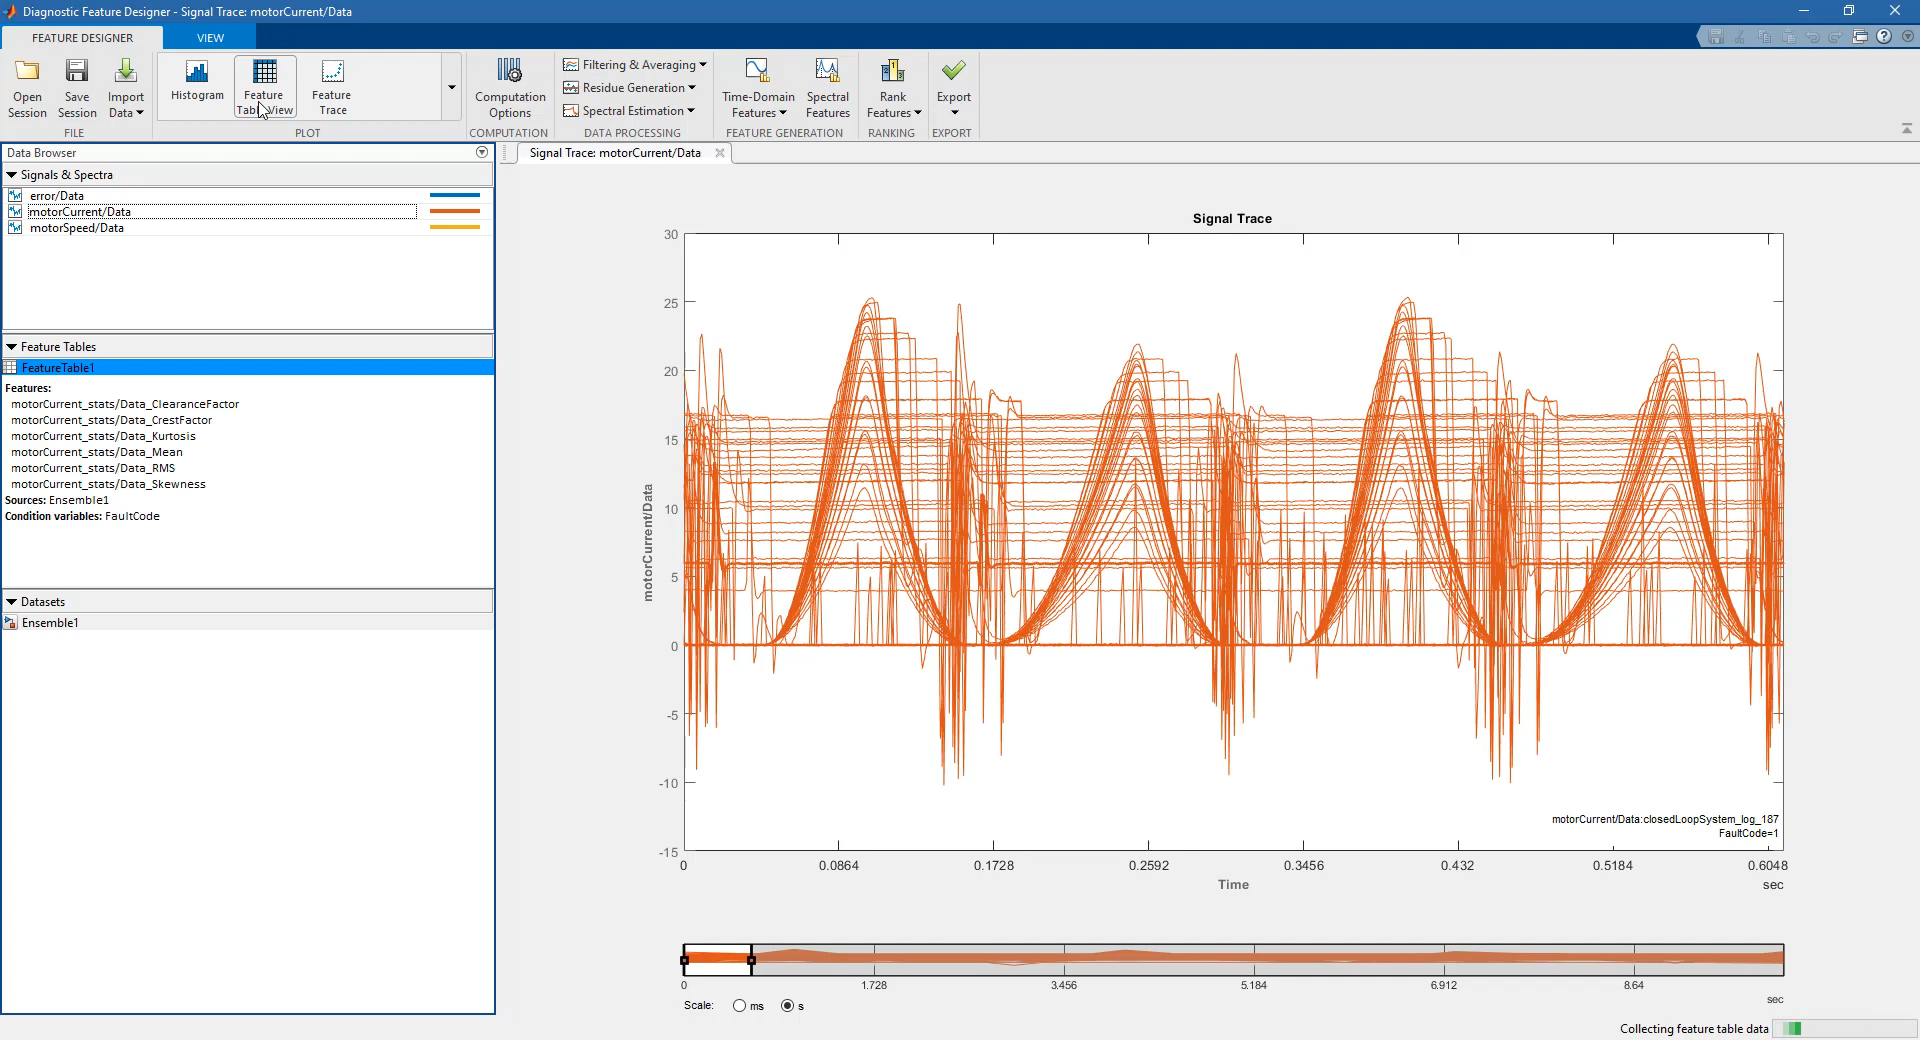 Diagnostic Feature Designer - Signal Trace: motorCurrent/Data
FEATURE DESIGNER
VIEW
Open Session
Save Session
Import Data
FILE
Histogram
Feature Table View
Feature Trace
PLOT
Computation Options
COMPUTATION
Filtering & Averaging
Residue Generation
Spectral Estimation
DATA PROCESSING
Time-Domain Features
Spectral Features
FEATURE GENERATION
Rank Features
RANKING
Export
EXPORT
Data Browser
Signals & Spectra
error/Data
motorCurrent/Data
motorSpeed/Data
Feature Tables
FeatureTable1
Features:
motorCurrent_stats/Data_ClearanceFactor
motorCurrent_stats/Data_CrestFactor
motorCurrent_stats/Data_Kurtosis
motorCurrent_stats/Data_Mean
motorCurrent_stats/Data_RMS
motorCurrent_stats/Data_Skewness
Sources: Ensemble1
Condition variables: FaultCode
Datasets
Ensemble1
Signal Trace: motorCurrent/Data
Signal Trace
30
25
20
15
10
5
0
-5
-10
-15
motorCurrent/Data
motorCurrent/Data:closedLoopSystem_log_187
FaultCode=1
0 0.0864 0.1728 0.2592 0.3456 0.432 0.5184 0.6048
Time
sec
0 1.728 3.456 5.184 6.912 8.64
sec
Scale: ms s
Collecting feature table data